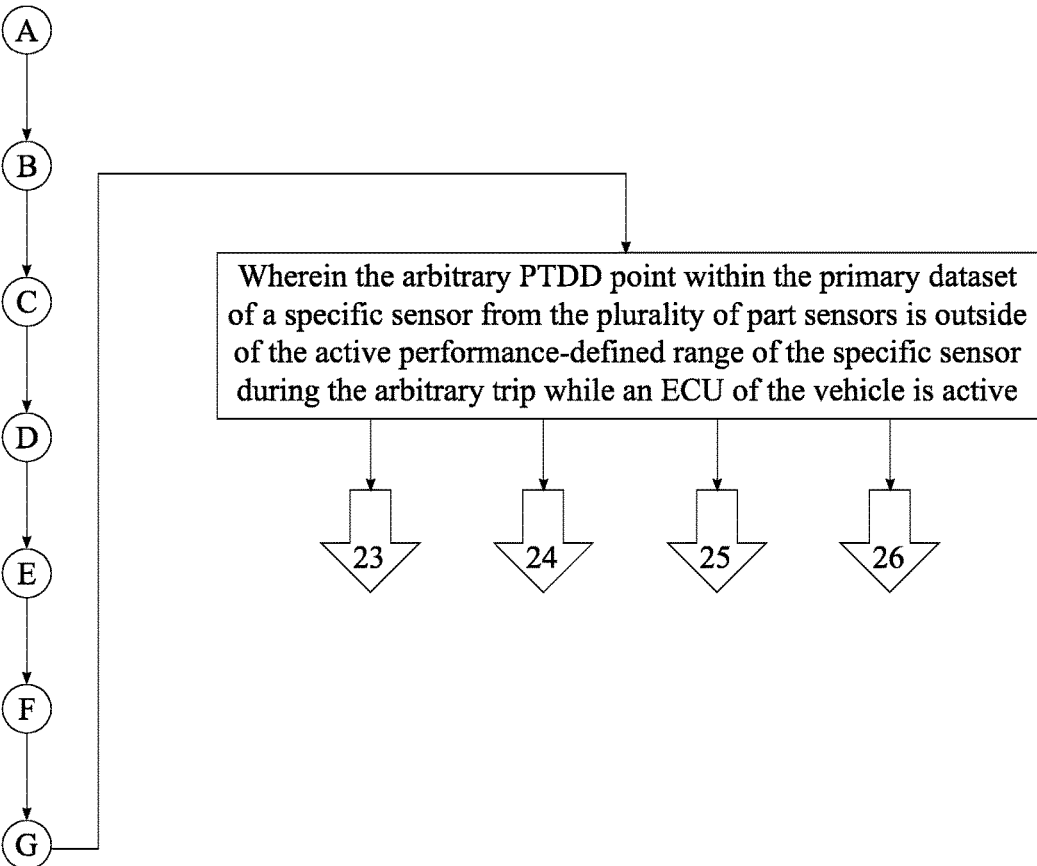 A
B
C
D
E
F
G
Wherein the arbitrary PTDD point within the primary dataset
of a specific sensor from the plurality of part sensors is outside
of the active performance-defined range of the specific sensor
during the arbitrary trip while an ECU of the vehicle is active
23
24
25
26